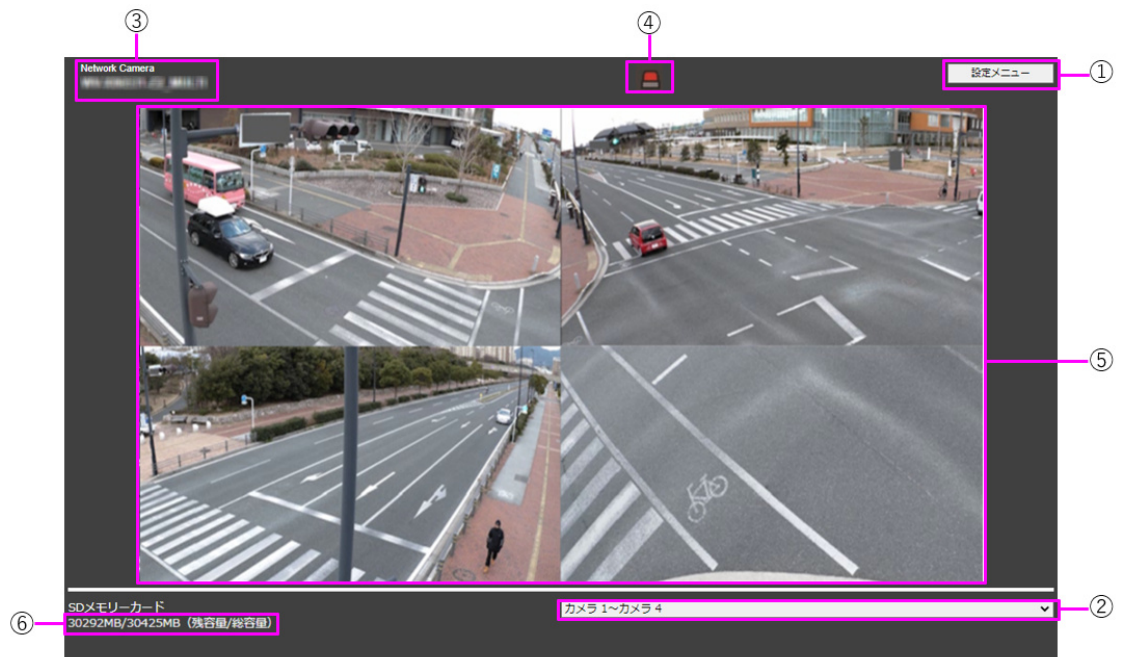 ③
④
Network Camera
設定メニュー
①
⑤
SDメモリーカード
カメラ 1~カメラ 4
②
⑥
30292MB/30425MB（残容量/総容量）